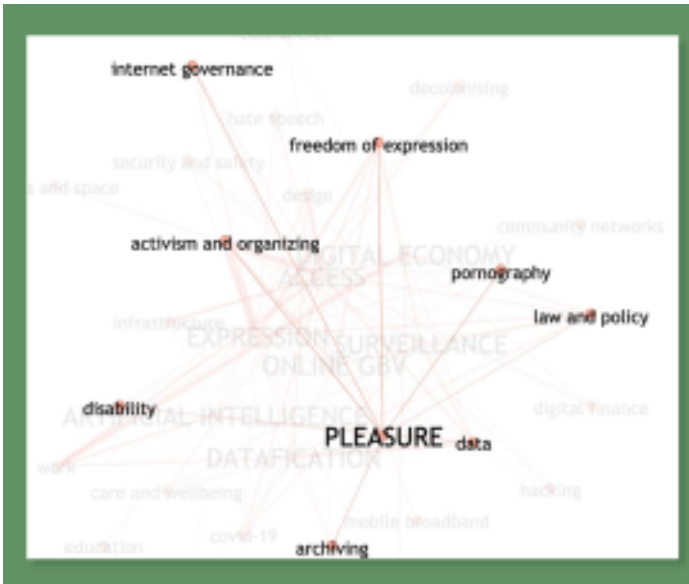 internet governance
decolonising
hate speech
freedom of expression
security and safety
s and space
design
community networks
activism and organizing
DIGITAL ECONOMY
ACCESS
pornography
law and policy
infrastructure
EXPRESSION
SURVEILLANCE
ONLINE GBV
disability
digital finance
ARTIFICIAL INTELLIGENCE
PLEASURE
data
DATAFICATION
work
care and wellbeing
hacking
mobile broadband
covid-19
education
archiving